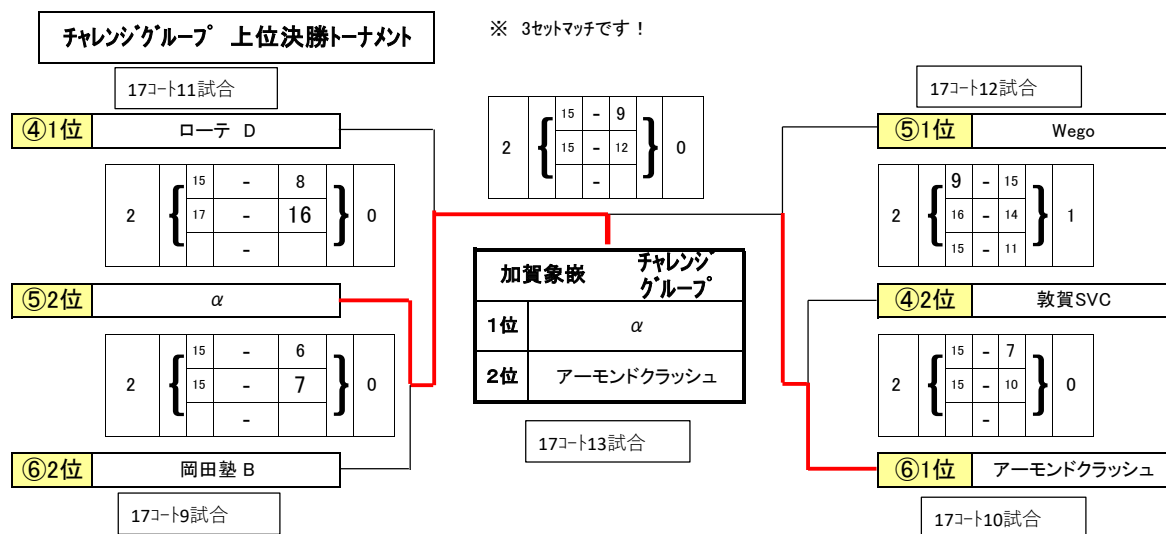 チャレンジグループ 上位決勝トーナメント
※ 3セットマッチです！
17コート11試合
17コート12試合
④1位 ローテ D
⑤1位 Wego
2 { 15 - 9 } 0
15 - 12
-
2 { 15 - 8 } 0
17 - 16
-
2 { 9 - 15 } 1
16 - 14
15 - 11
加賀象嵌 チャレンジグループ
1位 α
2位 アーモンドクラッシュ
⑤2位 α
④2位 敦賀SVC
2 { 15 - 6 } 0
15 - 7
-
2 { 15 - 7 } 0
15 - 10
-
17コート13試合
⑥2位 岡田塾 B
⑥1位 アーモンドクラッシュ
17コート9試合
17コート10試合